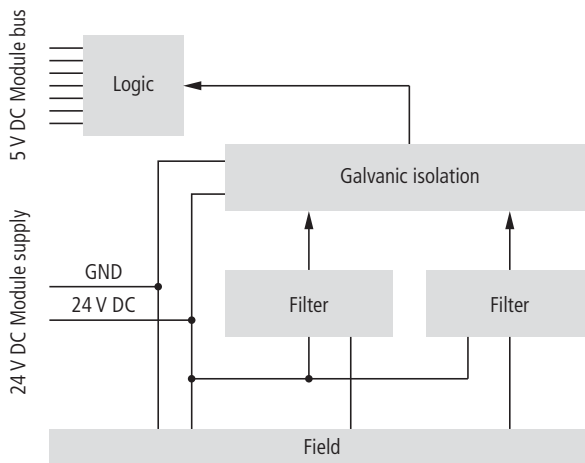 5 V DC Module bus
Logic
Galvanic isolation
24 V DC Module supply
GND
24 V DC
Filter
Filter
Field